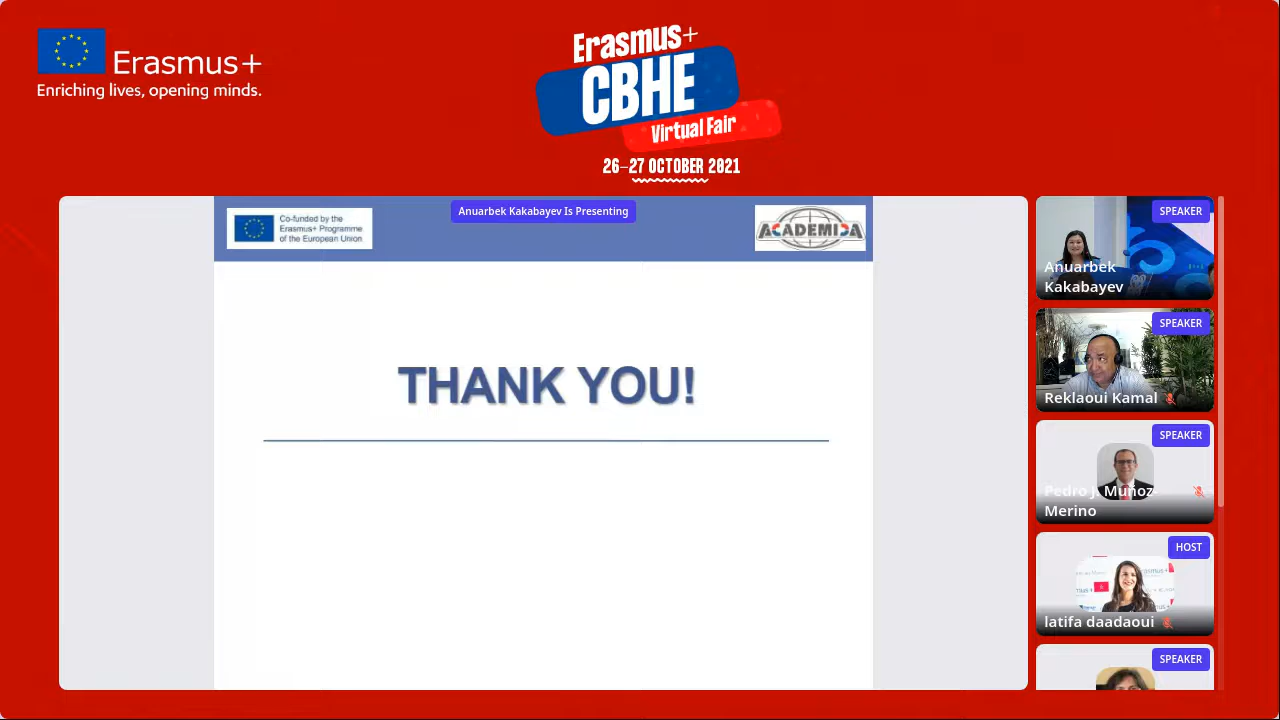 Erasmus+
Enriching lives, opening minds.
Erasmus+
CBHE
Virtual Fair
26–27 OCTOBER 2021
Anuarbek Kakabayev Is Presenting
Co-funded by the
Erasmus+ Programme
of the European Union
ACADEMICA
THANK YOU!
SPEAKER
Anuarbek
Kakabayev
SPEAKER
Reklaoui Kamal
SPEAKER
Pedro J. Muñoz-
Merino
HOST
latifa daadaoui
SPEAKER